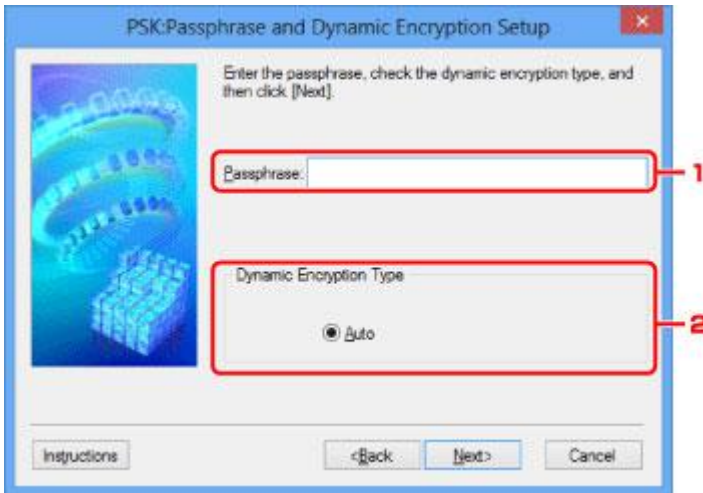 PSK:Passphrase and Dynamic Encryption Setup
Enter the passphrase, check the dynamic encryption type, and
then click [Next].
Passphrase:
1
Dynamic Encryption Type
Auto
2
Instructions
<Back
Next>
Cancel